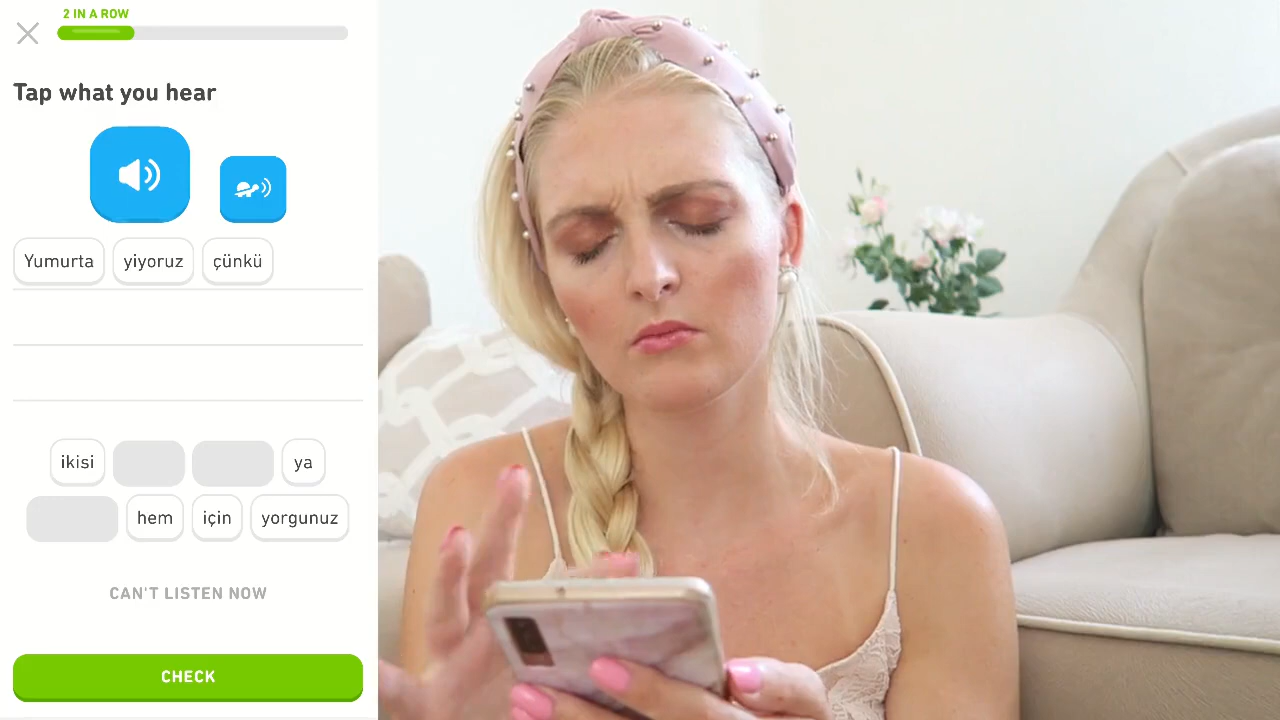 2 IN A ROW
Tap what you hear
Yumurta yiyoruz çünkü
ikisi ya
hem için yorgunuz
CAN'T LISTEN NOW
CHECK